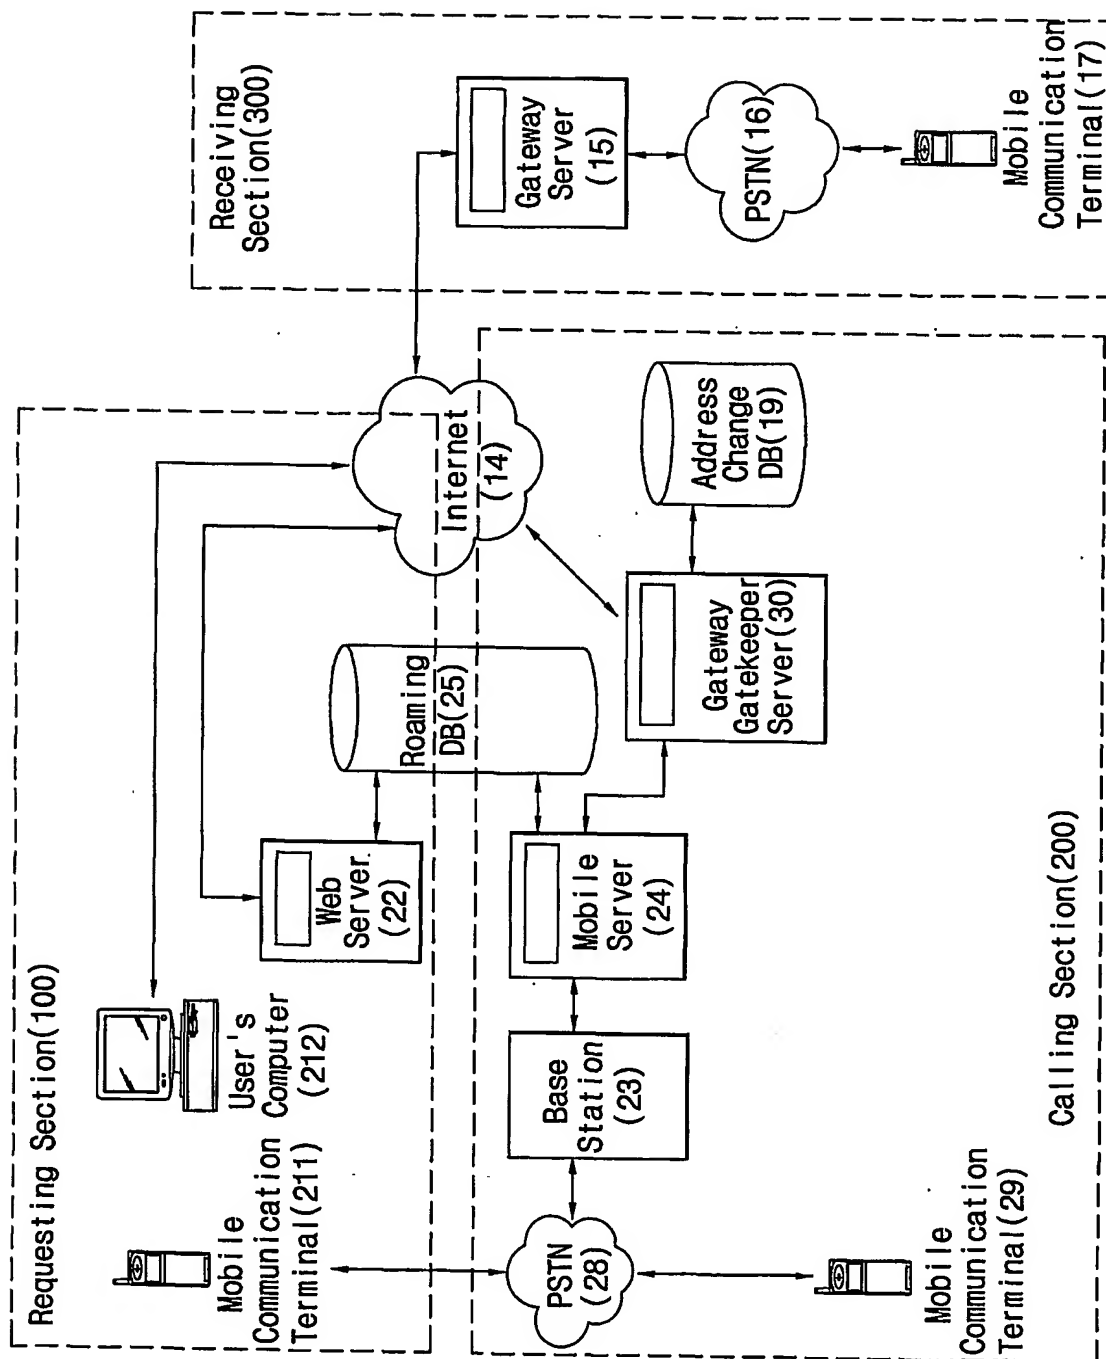 Requesting Section(100)
Mobile
Communication
Terminal(211)
User's
Computer
(212)
Web
Server
(22)
Roaming
DB(25)
Internet
(14)
Receiving
Section(300)
Gateway
Server
(15)
PSTN(16)
Mobile
Communication
Terminal(17)
PSTN
(28)
Base
Station
(23)
Mobile
Server
(24)
Gateway
Gatekeeper
Server(30)
Address
Change
DB(19)
Mobile
Communication
Terminal(29)
Calling Section(200)